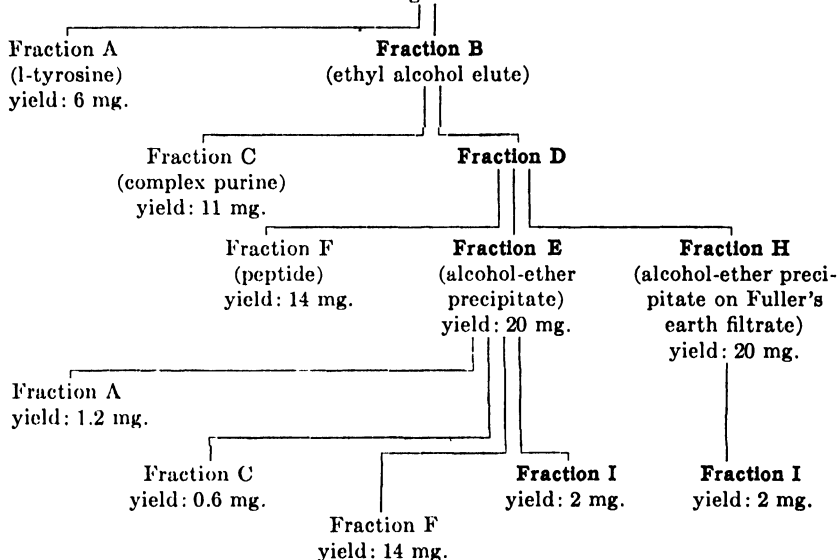 Fraction A
(l-tyrosine)
yield: 6 mg.
Fraction B
(ethyl alcohol elute)
Fraction C
(complex purine)
yield: 11 mg.
Fraction D
Fraction F
(peptide)
yield: 14 mg.
Fraction E
(alcohol-ether
precipitate)
yield: 20 mg.
Fraction H
(alcohol-ether preci-
pitate on Fuller's
earth filtrate)
yield: 20 mg.
Fraction A
yield: 1.2 mg.
Fraction C
yield: 0.6 mg.
Fraction F
yield: 14 mg.
Fraction I
yield: 2 mg.
Fraction I
yield: 2 mg.